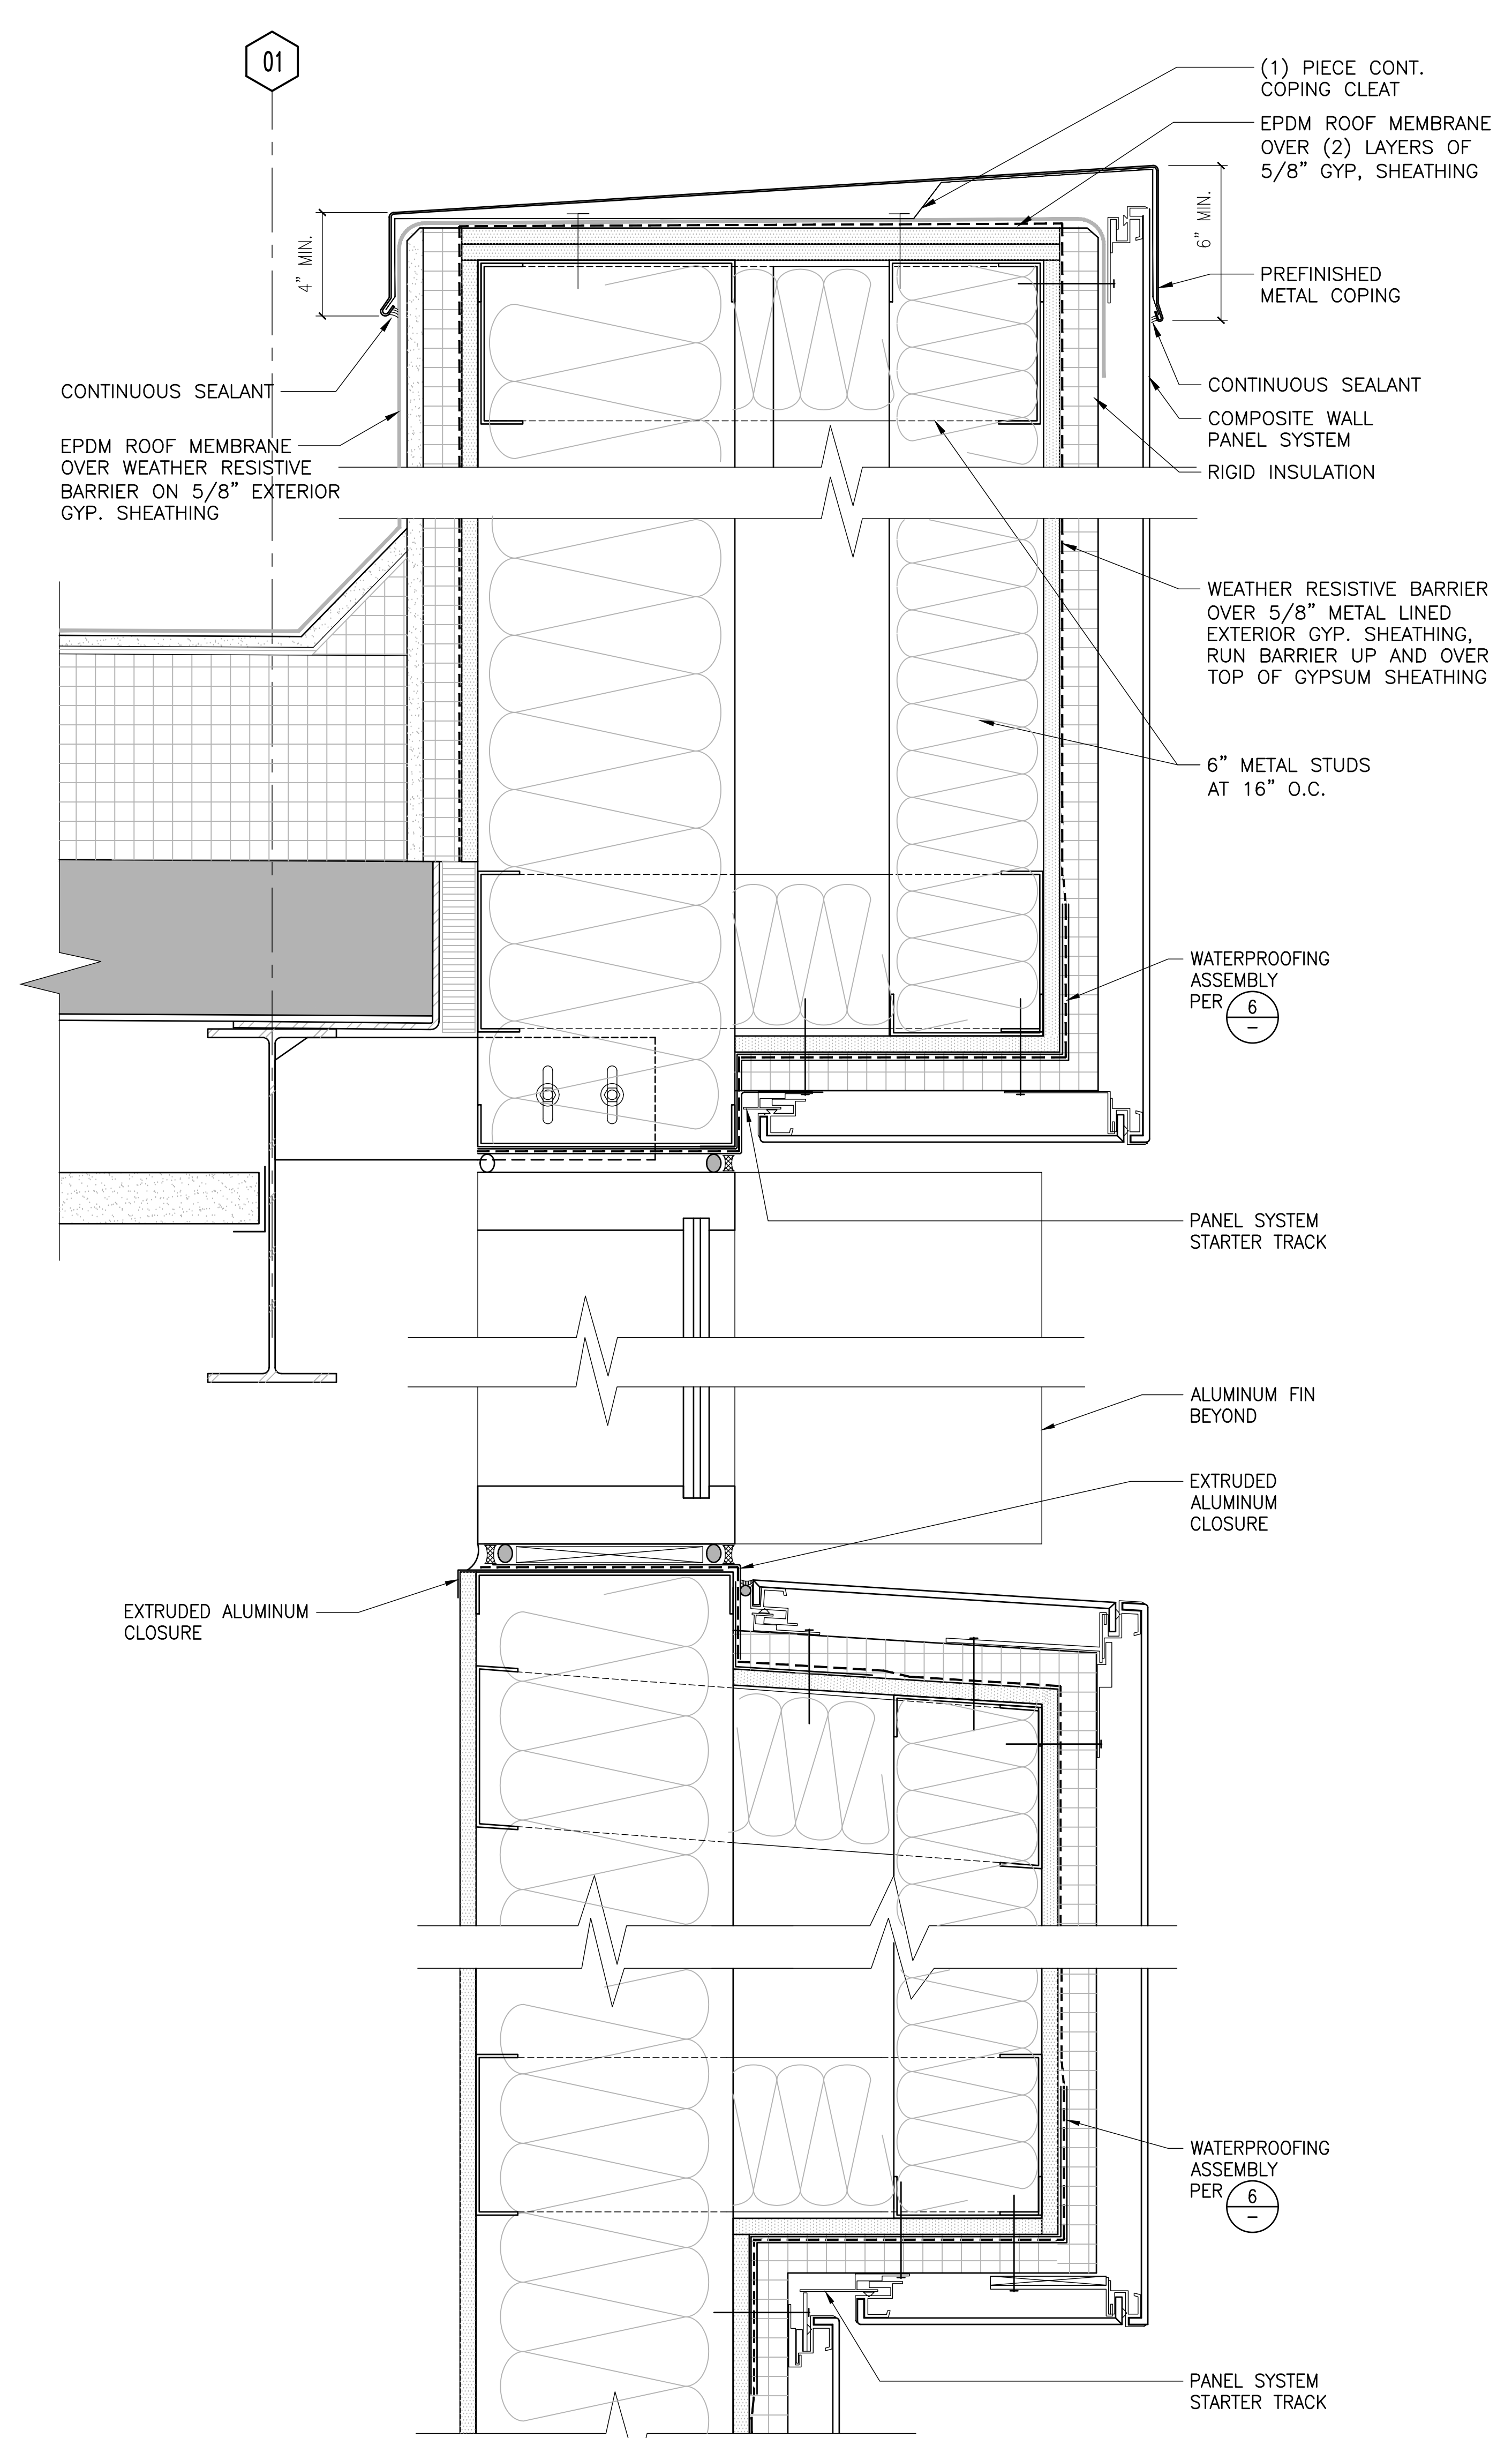 01
(1) PIECE CONT.
COPING CLEAT
EPDM ROOF MEMBRANE
OVER (2) LAYERS OF
5/8" GYP, SHEATHING
4" MIN.
6" MIN.
PREFINISHED
METAL COPING
CONTINUOUS SEALANT
CONTINUOUS SEALANT
COMPOSITE WALL
PANEL SYSTEM
RIGID INSULATION
EPDM ROOF MEMBRANE
OVER WEATHER RESISTIVE
BARRIER ON 5/8" EXTERIOR
GYP. SHEATHING
WEATHER RESISTIVE BARRIER
OVER 5/8" METAL LINED
EXTERIOR GYP. SHEATHING,
RUN BARRIER UP AND OVER
TOP OF GYPSUM SHEATHING
6" METAL STUDS
AT 16" O.C.
WATERPROOFING
ASSEMBLY
PER 6
–
PANEL SYSTEM
STARTER TRACK
ALUMINUM FIN
BEYOND
EXTRUDED
ALUMINUM
CLOSURE
EXTRUDED ALUMINUM
CLOSURE
WATERPROOFING
ASSEMBLY
PER 6
–
PANEL SYSTEM
STARTER TRACK